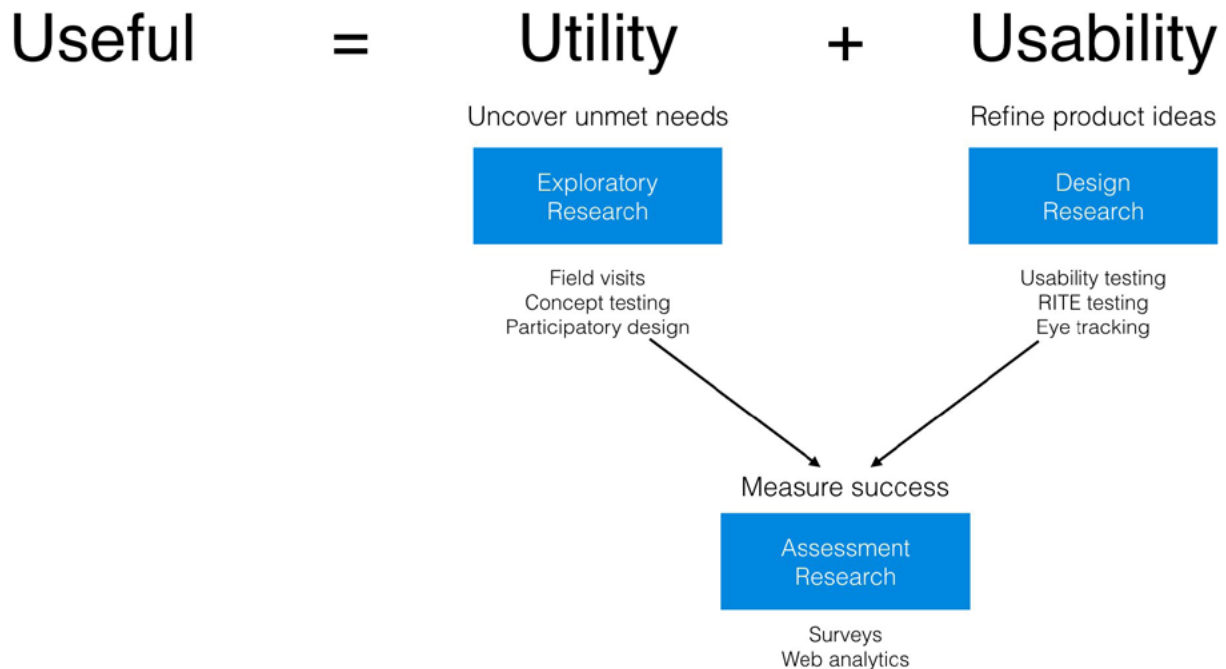 Useful = Utility + Usability
Uncover unmet needs
Exploratory
Research
Field visits
Concept testing
Participatory design
Refine product ideas
Design
Research
Usability testing
RITE testing
Eye tracking
Measure success
Assessment
Research
Surveys
Web analytics